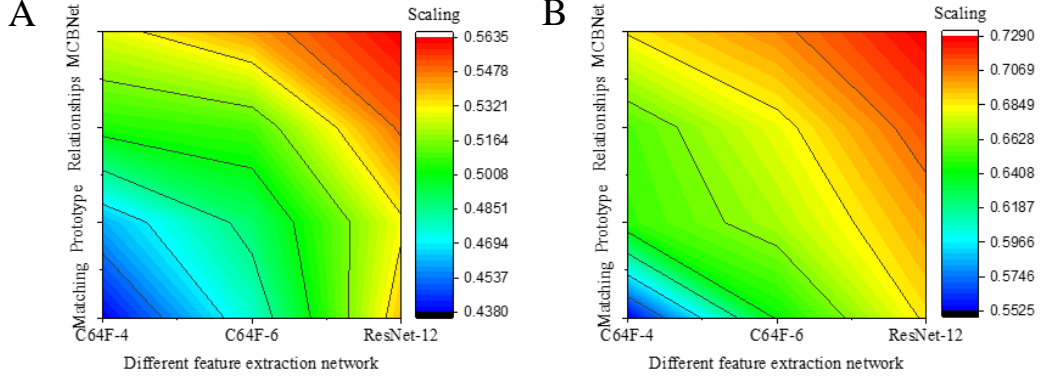 A
Matching Prototype Relationships MCBNet
C64F-4 C64F-6 ResNet-12
Different feature extraction network
Scaling
0.5635
0.5478
0.5321
0.5164
0.5008
0.4851
0.4694
0.4537
0.4380
B
Matching Prototype Relationships MCBNet
C64F-4 C64F-6 ResNet-12
Different feature extraction network
Scaling
0.7290
0.7069
0.6849
0.6628
0.6408
0.6187
0.5966
0.5746
0.5525